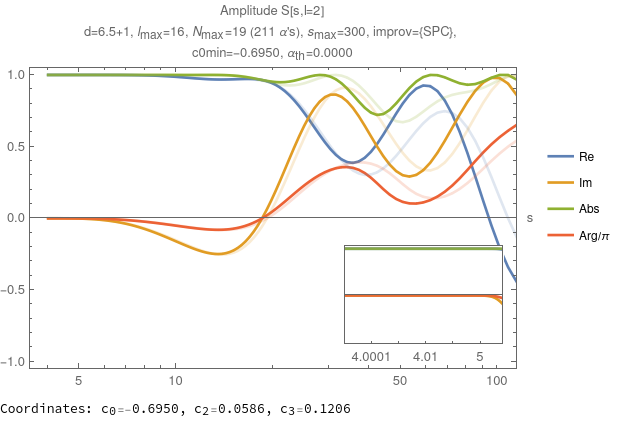 Amplitude S[s,l=2]
d=6.5+1, lmax=16, Nmax=19 (211 α's), smax=300, improv={SPC},
c0min=-0.6950, αth=0.0000
1.0
0.5
0.0
-0.5
-1.0
5
10
50
100
s
4.0001
4.01
5
Re
Im
Abs
Arg/π
Coordinates: c0=-0.6950, c2=0.0586, c3=0.1206